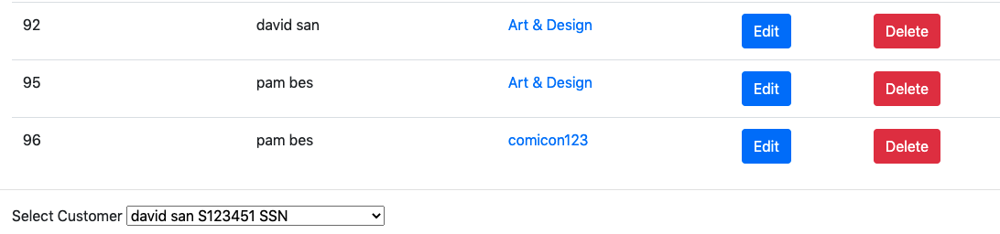 92 david san Art & Design Edit Delete
95 pam bes Art & Design Edit Delete
96 pam bes comicon123 Edit Delete
Select Customer david san S123451 SSN